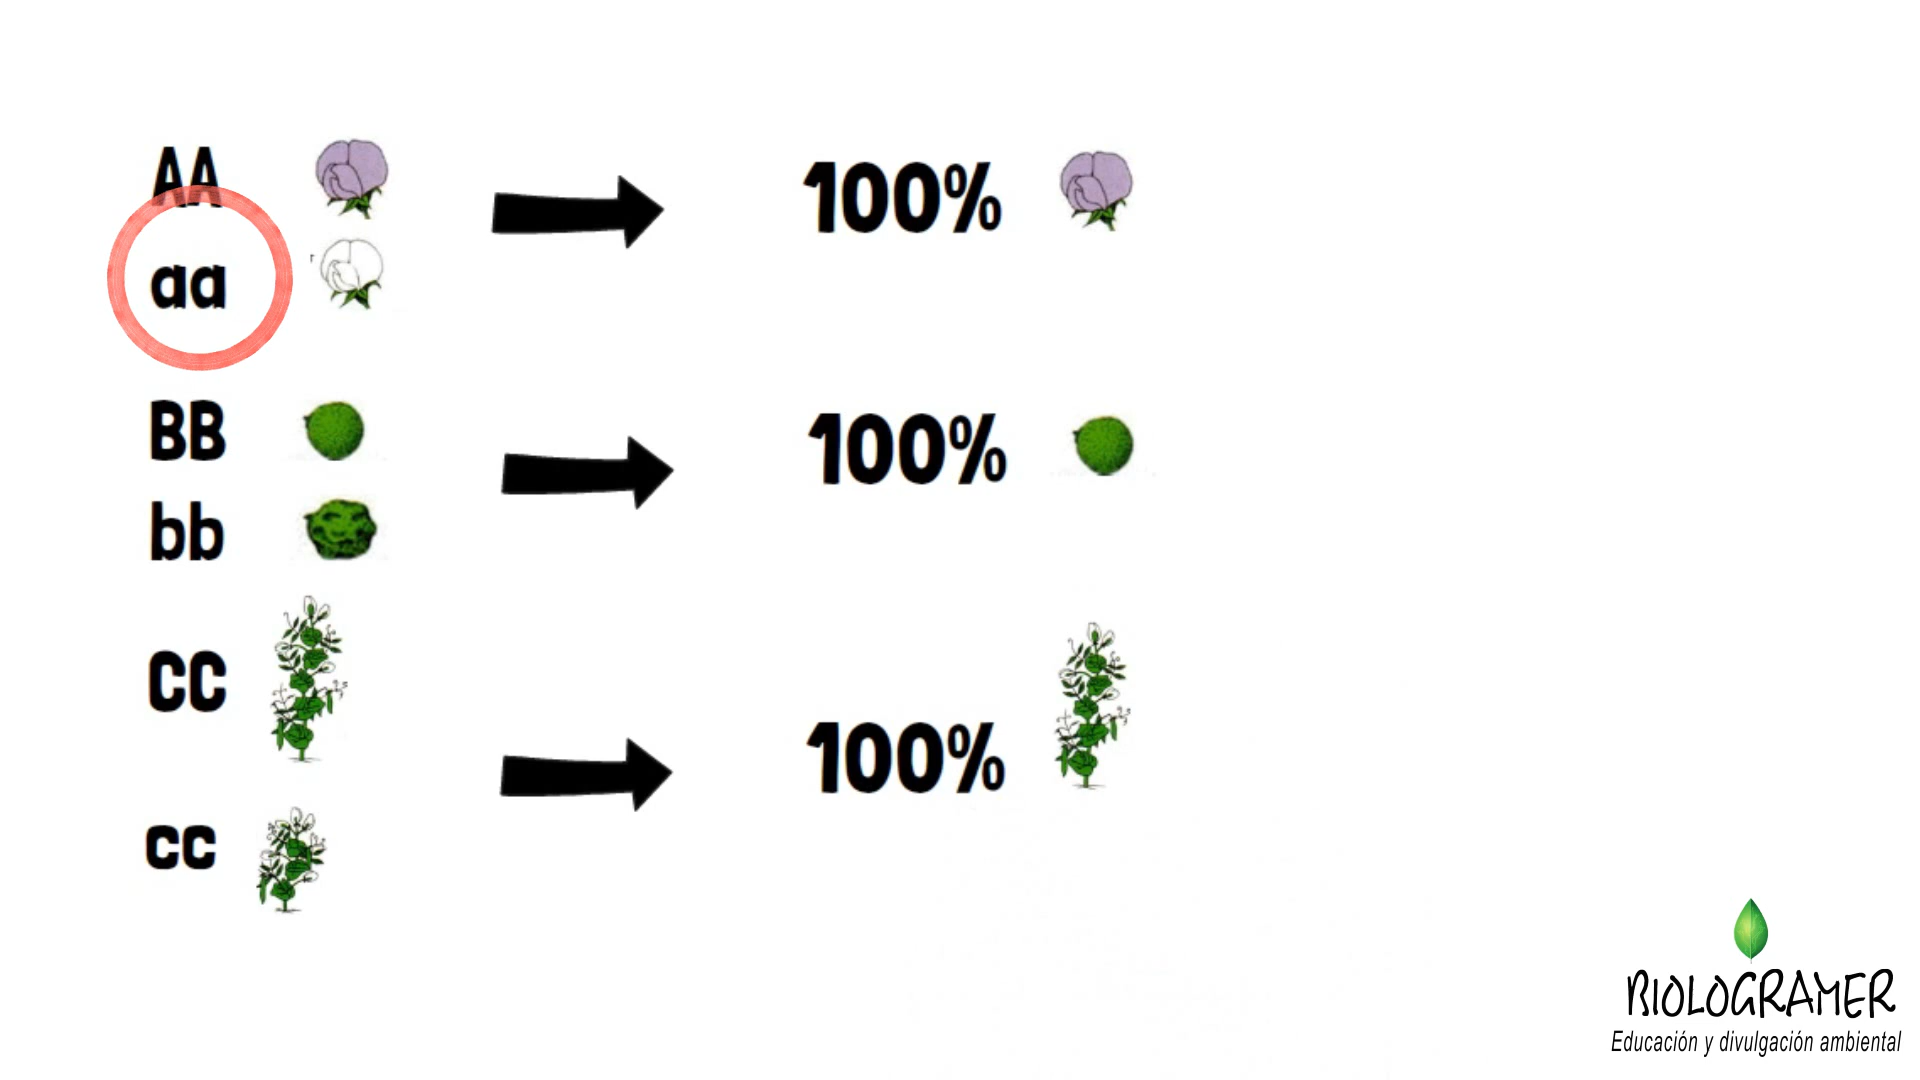 AA
100%
aa
BB
100%
bb
CC
100%
cc
BIOLOGRAMER
Educación y divulgación ambiental